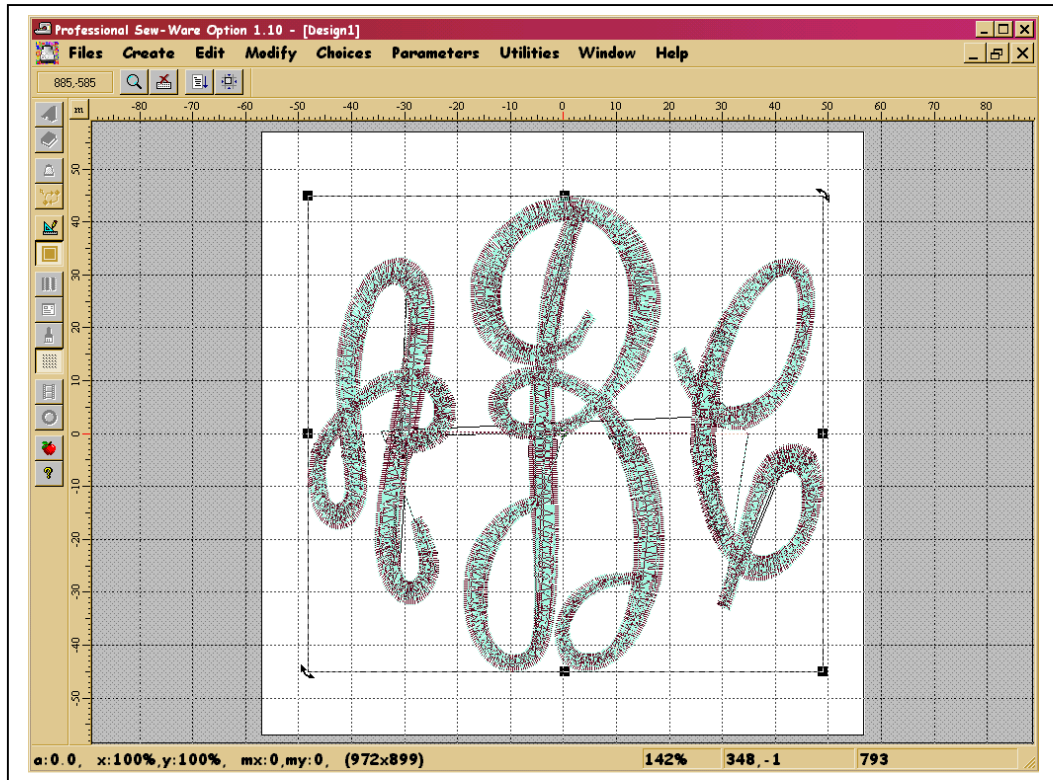 Professional Sew-Ware Option 1.10 - [Design1]
Files Create Edit Modify Choices Parameters Utilities Window Help
885,-585
m -80 -70 -60 -50 -40 -30 -20 -10 0 10 20 30 40 50 60 70 80
50
40
30
20
10
0
-10
-20
-30
-40
-50
ABC
a:0.0, x:100%,y:100%, mx:0,my:0, (972x899) 142% 348,-1 793